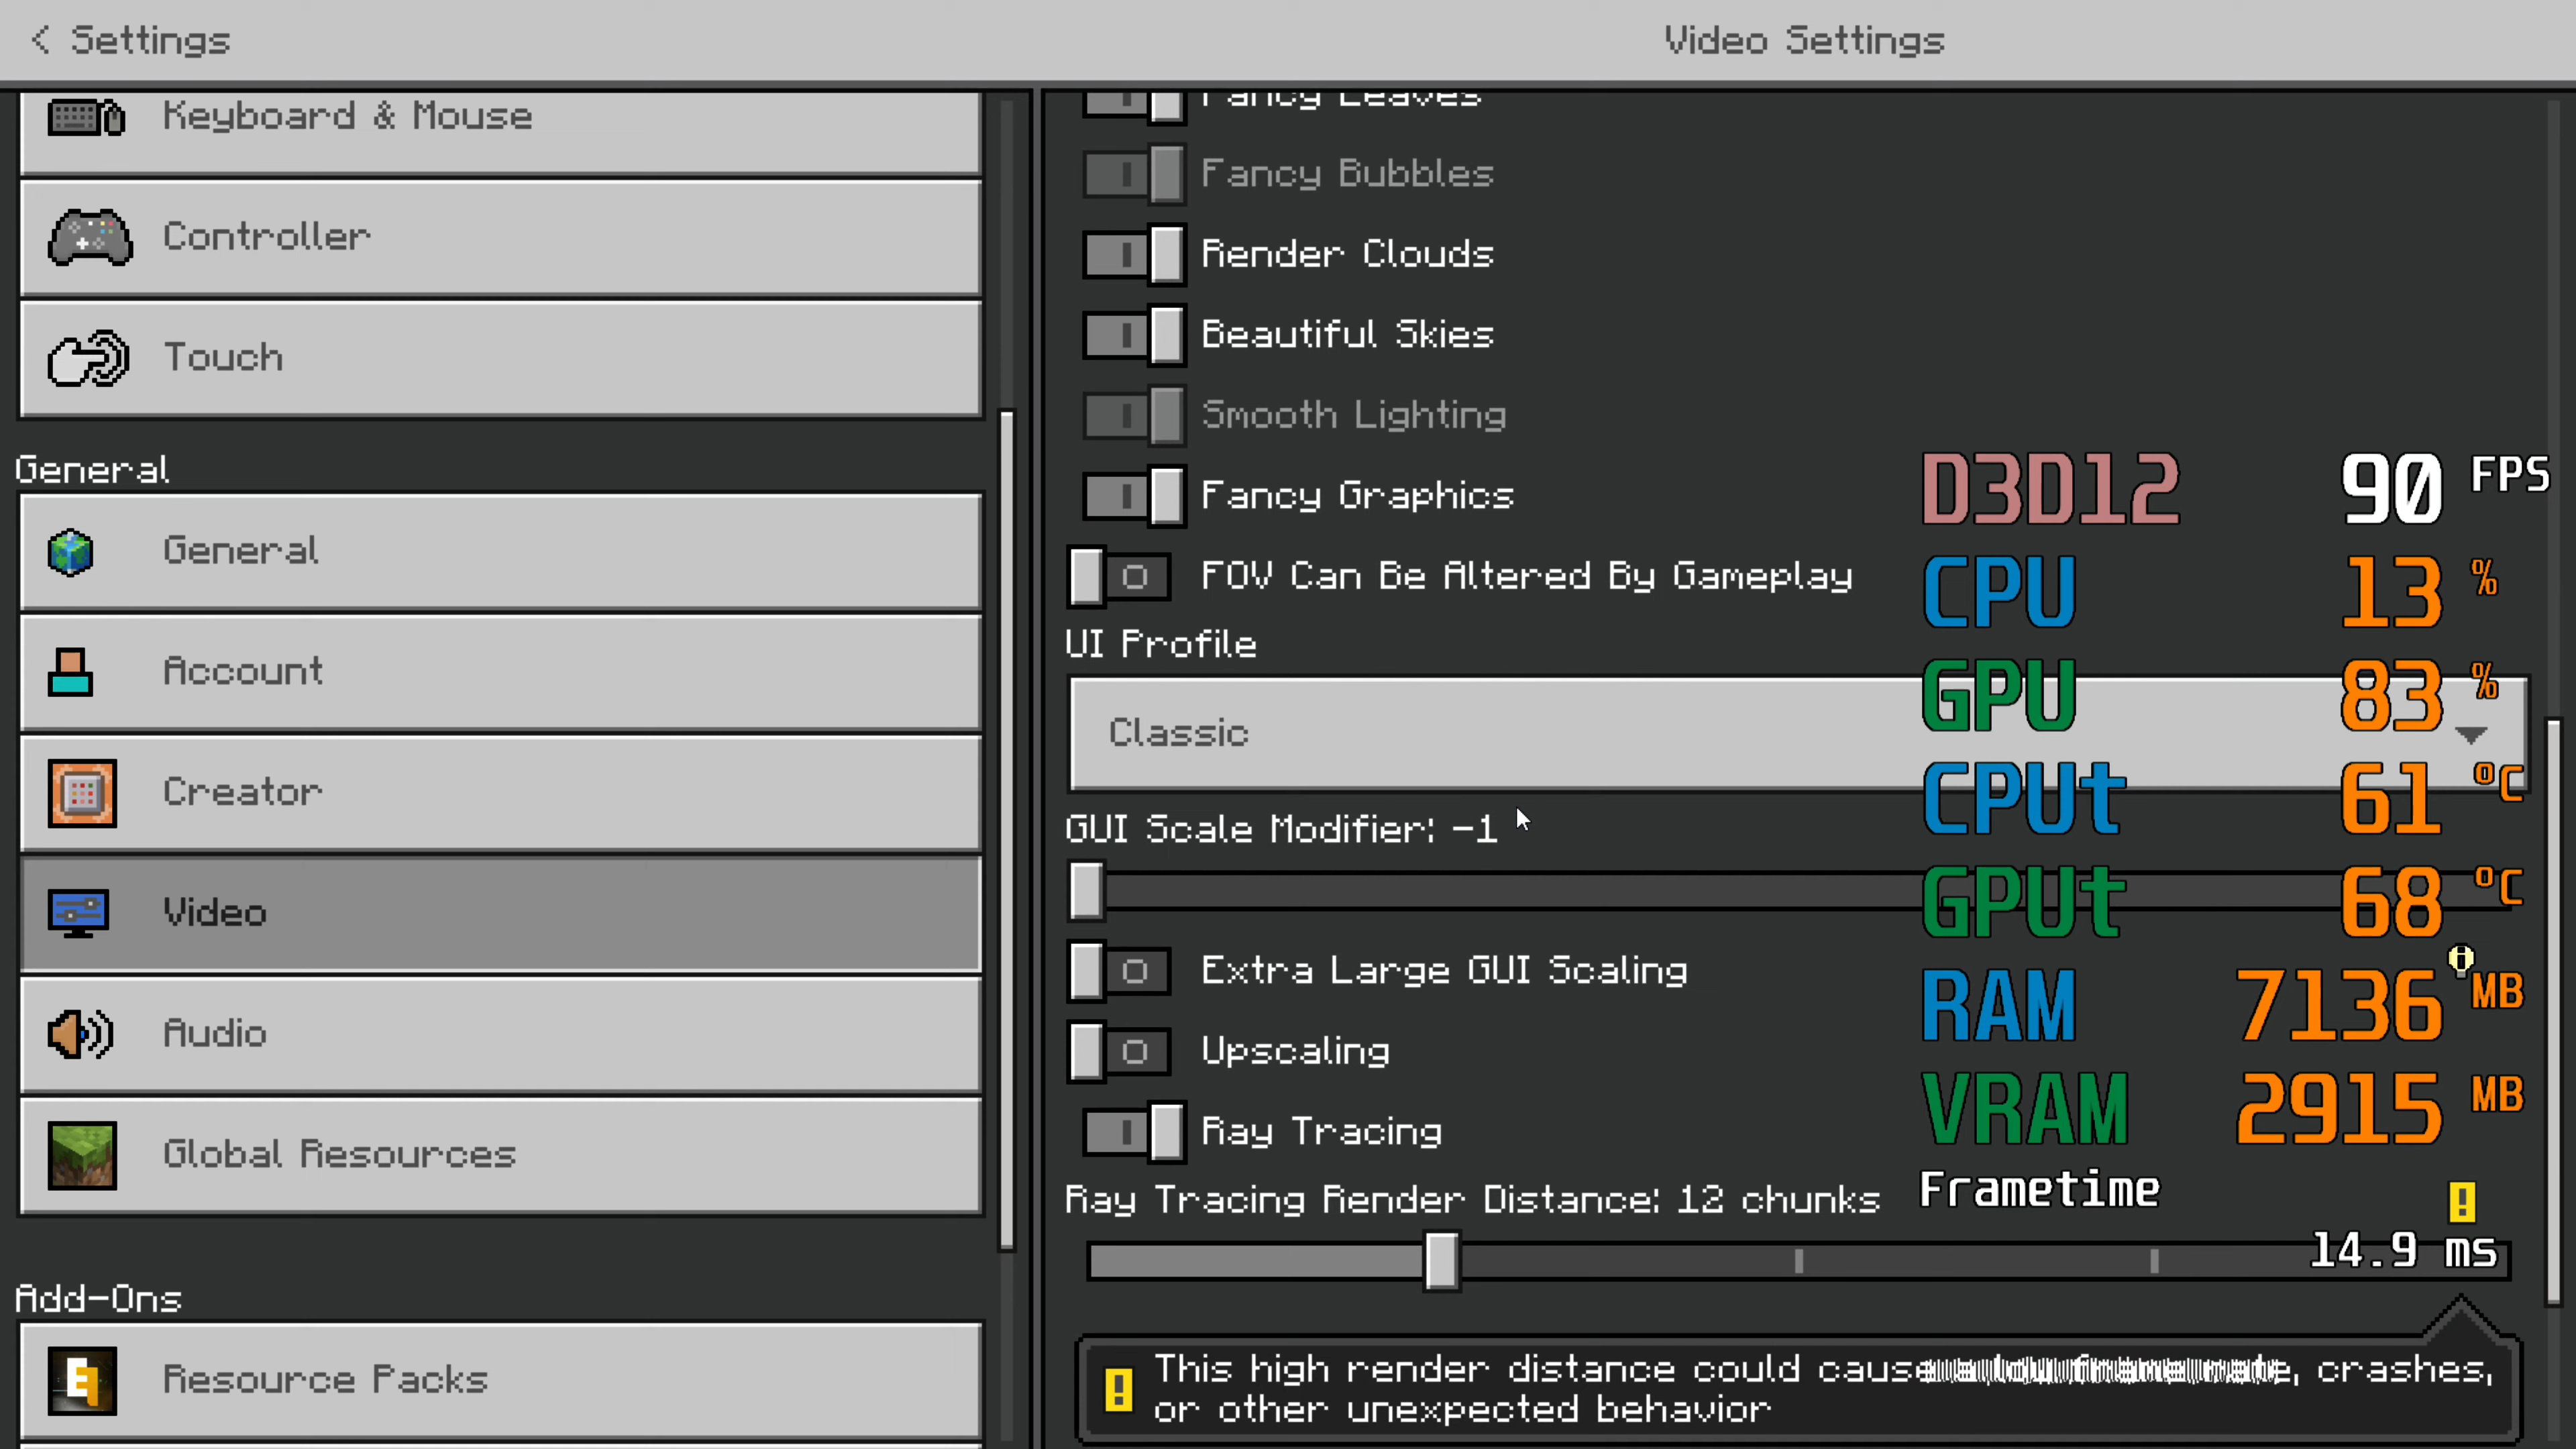 Settings
Video Settings
Keyboard & Mouse
Controller
Touch
General
General
Account
Creator
Video
Audio
Global Resources
Add-Ons
Resource Packs
Fancy Leaves
Fancy Bubbles
Render Clouds
Beautiful Skies
Smooth Lighting
Fancy Graphics
FOV Can Be Altered By Gameplay
UI Profile
Classic
GUI Scale Modifier: -1
Extra Large GUI Scaling
Upscaling
Ray Tracing
Ray Tracing Render Distance: 12 chunks
This high render distance could cause , crashes,
or other unexpected behavior
D3D12 90 FPS
CPU 13 %
GPU 83 %
CPUt 61 °C
GPUt 68 °C
RAM 7136 MB
VRAM 2915 MB
Frametime
14.9 ms